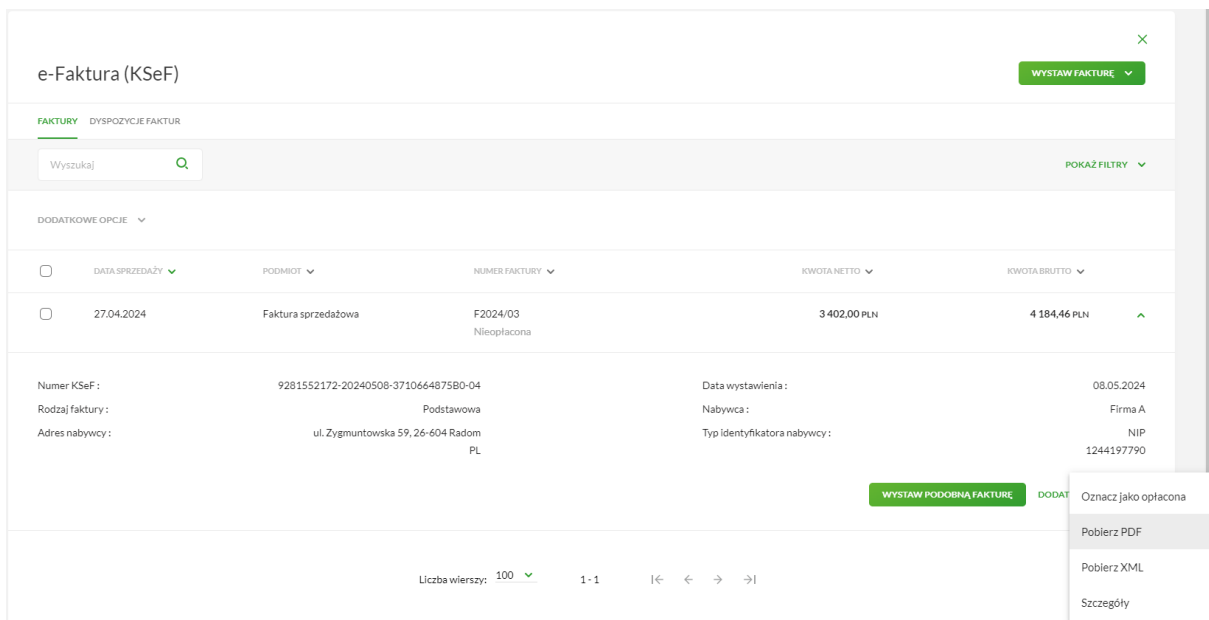 e-Faktura (KSeF)
WYSTAW FAKTURĘ
FAKTURY DYSPOZYCJE FAKTUR
Wyszukaj
POKAŻ FILTRY
DODATKOWE OPCJE
DATA SPRZEDAŻY PODMIOT NUMER FAKTURY KWOTA NETTO KWOTA BRUTTO
27.04.2024 Faktura sprzedażowa F2024/03 3 402,00 PLN 4 184,46 PLN
Nieopłacona
Numer KSeF : 9281552172-20240508-3710664875B0-04 Data wystawienia : 08.05.2024
Rodzaj faktury : Podstawowa Nabywca : Firma A
Adres nabywcy : ul. Zygmuntowska 59, 26-604 Radom Typ identyfikatora nabywcy : NIP
PL 1244197790
WYSTAW PODOBNĄ FAKTURĘ DODAT
Oznacz jako opłacona
Pobierz PDF
Pobierz XML
Szczegóły
Liczba wierszy: 100 1 - 1